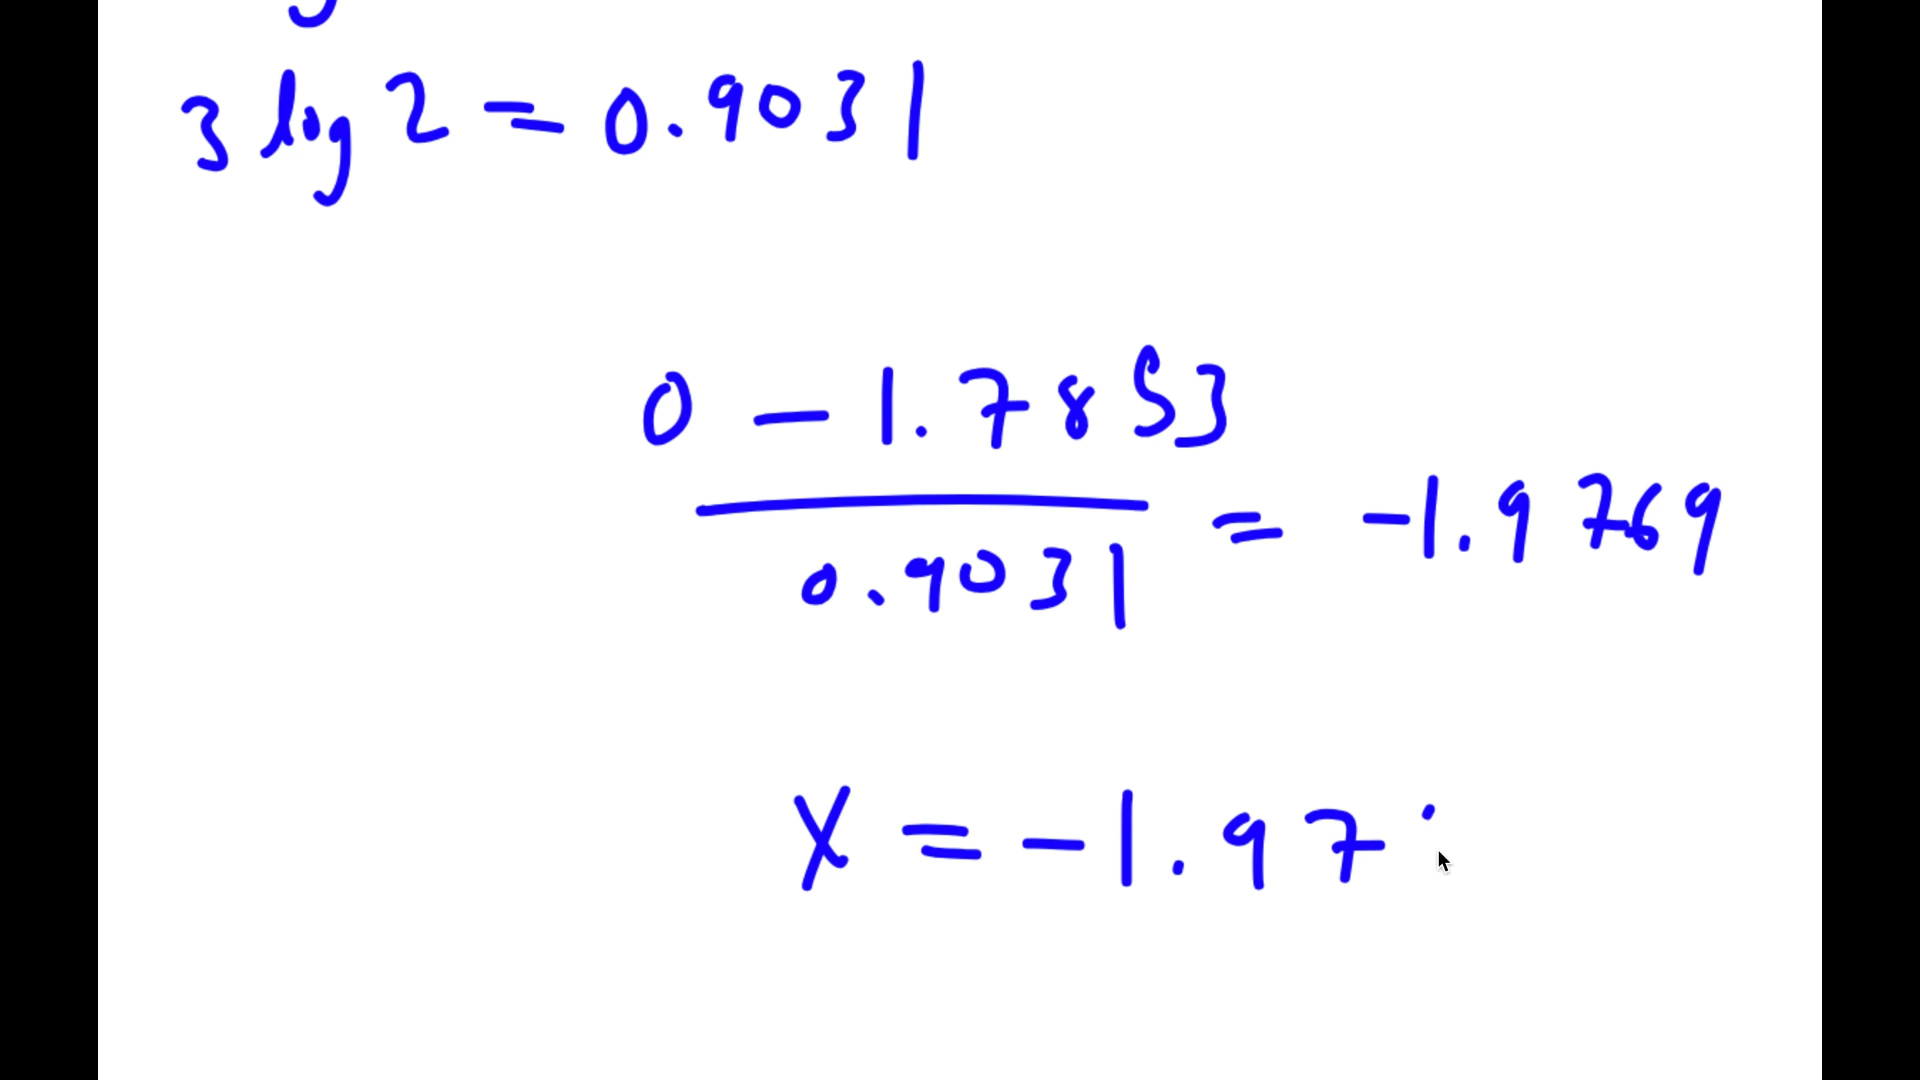 3 log 2 = 0.9031
0 - 1.7853
0.9031
= -1.9769
X = -1.97